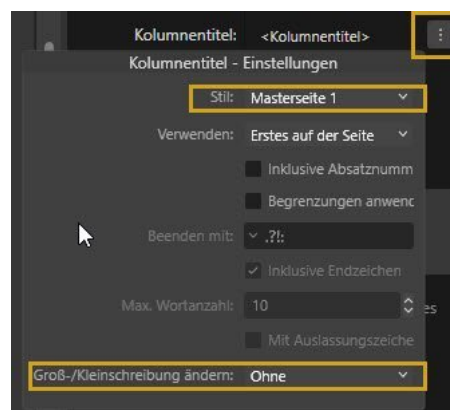 Kolumnentitel: <Kolumnentitel>
Kolumnentitel - Einstellungen
Stil: Masterseite 1
Verwenden: Erstes auf der Seite
Inklusive Absatznumm
Begrenzungen anwenc
Beenden mit: .?!:
Inklusive Endzeichen
Max. Wortanzahl: 10
es
Mit Auslassungszeiche
Groß-/Kleinschreibung ändern: Ohne